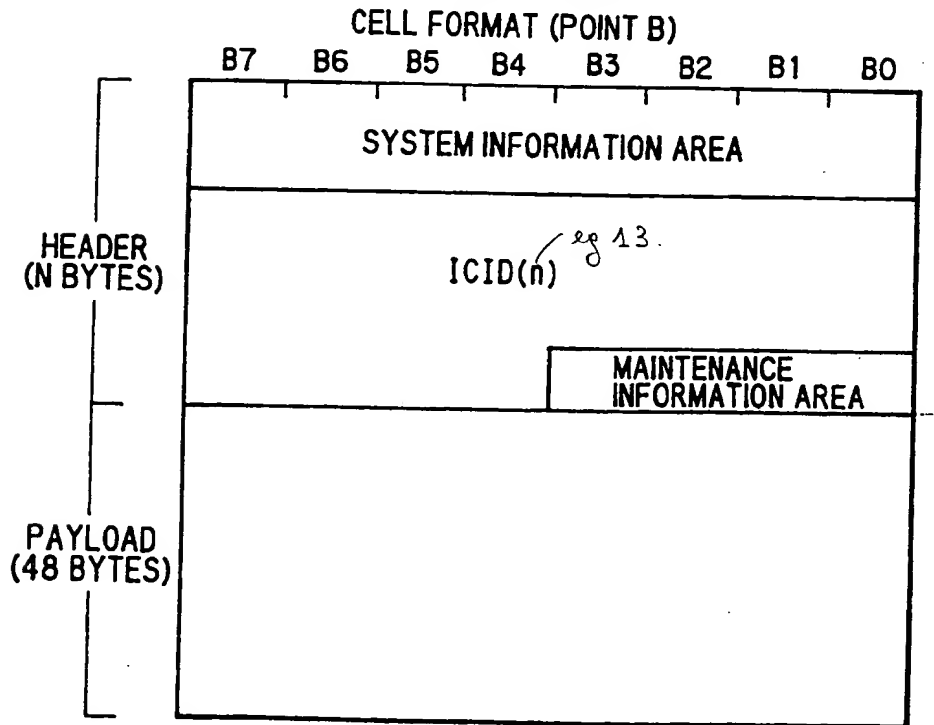 CELL FORMAT (POINT B)
B7 B6 B5 B4 B3 B2 B1 B0
SYSTEM INFORMATION AREA
HEADER
(N BYTES)
ICID(n)
eg 13.
MAINTENANCE
INFORMATION AREA
PAYLOAD
(48 BYTES)